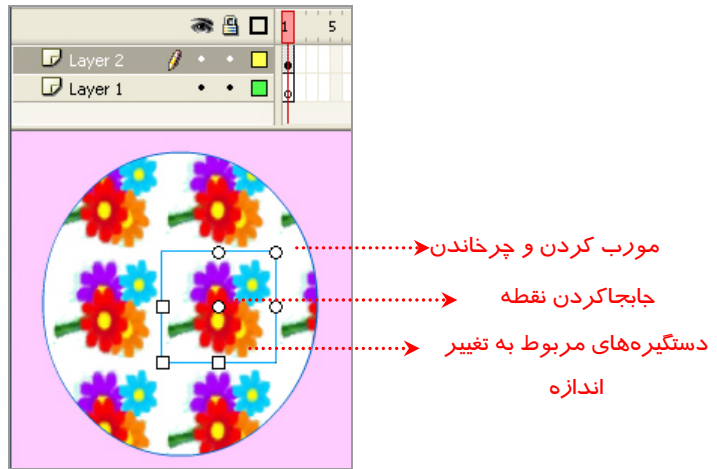 1 5
Layer 2
Layer 1
مورب کردن و چرخاندن
جابجاکردن نقطه
دستگیره‌های مربوط به تغییر
اندازه